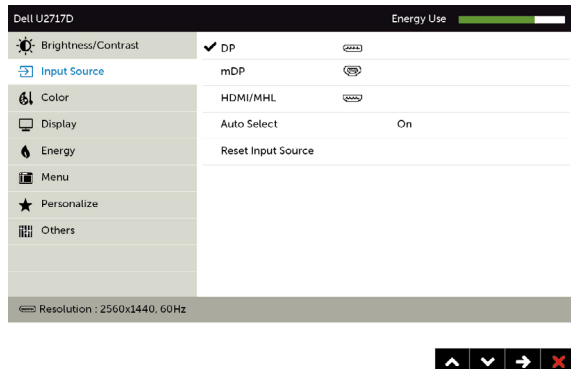 Dell U2717D Energy Use
Brightness/Contrast
Input Source
Color
Display
Energy
Menu
Personalize
Others
DP
mDP
HDMI/MHL
Auto Select On
Reset Input Source
Resolution : 2560x1440, 60Hz